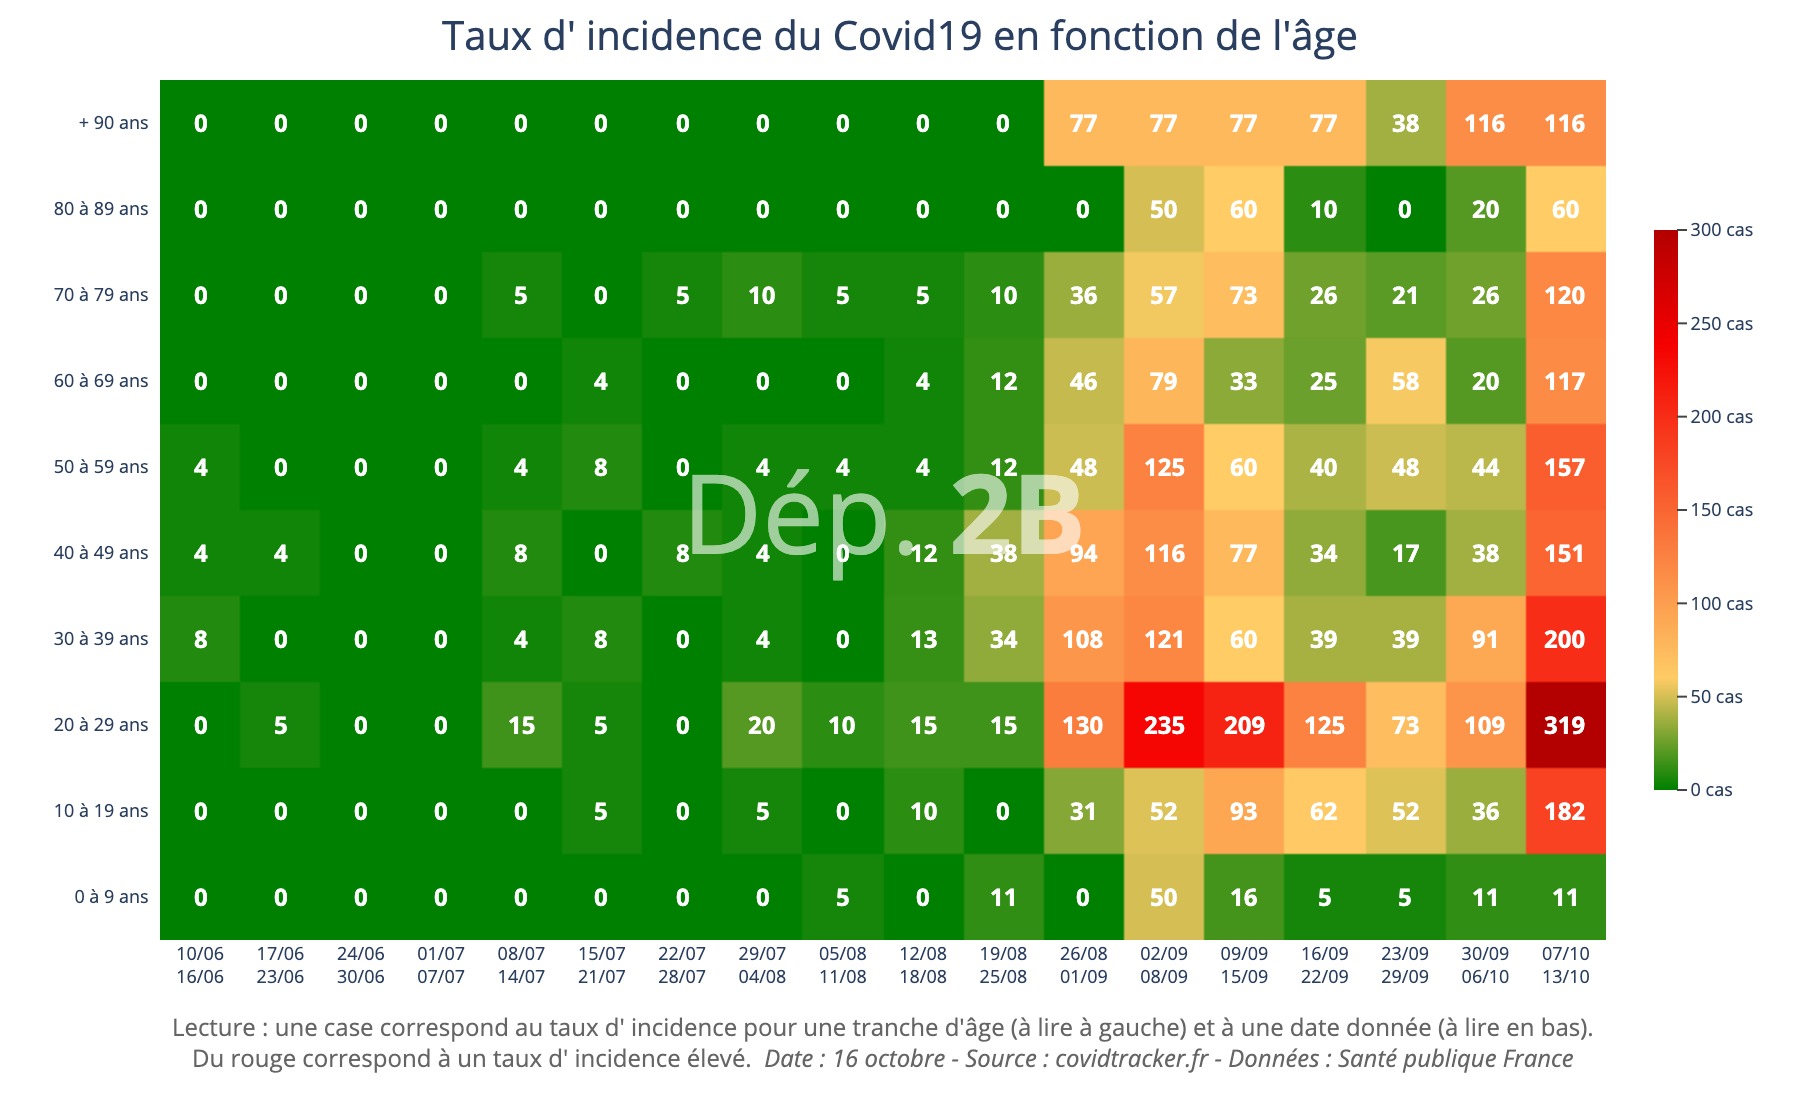 Taux d' incidence du Covid19 en fonction de l'âge
+ 90 ans 0 0 0 0 0 0 0 0 0 0 0 77 77 77 77 38 116 116
80 à 89 ans 0 0 0 0 0 0 0 0 0 0 0 0 50 60 10 0 20 60
70 à 79 ans 0 0 0 0 5 0 5 10 5 5 10 36 57 73 26 21 26 120
60 à 69 ans 0 0 0 0 0 4 0 0 0 4 12 46 79 33 25 58 20 117
50 à 59 ans 4 0 0 0 4 8 0 4 4 4 12 48 125 60 40 48 44 157
Dép. 2B
40 à 49 ans 4 4 0 0 8 0 8 4 0 12 38 94 116 77 34 17 38 151
30 à 39 ans 8 0 0 0 4 8 0 4 0 13 34 108 121 60 39 39 91 200
20 à 29 ans 0 5 0 0 15 5 0 20 10 15 15 130 235 209 125 73 109 319
10 à 19 ans 0 0 0 0 0 5 0 5 0 10 0 31 52 93 62 52 36 182
0 à 9 ans 0 0 0 0 0 0 0 0 5 0 11 0 50 16 5 5 11 11
10/06 17/06 24/06 01/07 08/07 15/07 22/07 29/07 05/08 12/08 19/08 26/08 02/09 09/09 16/09 23/09 30/09 07/10
16/06 23/06 30/06 07/07 14/07 21/07 28/07 04/08 11/08 18/08 25/08 01/09 08/09 15/09 22/09 29/09 06/10 13/10
300 cas
250 cas
200 cas
150 cas
100 cas
50 cas
0 cas
Lecture : une case correspond au taux d' incidence pour une tranche d'âge (à lire à gauche) et à une date donnée (à lire en bas).
Du rouge correspond à un taux d' incidence élevé. Date : 16 octobre - Source : covidtracker.fr - Données : Santé publique France